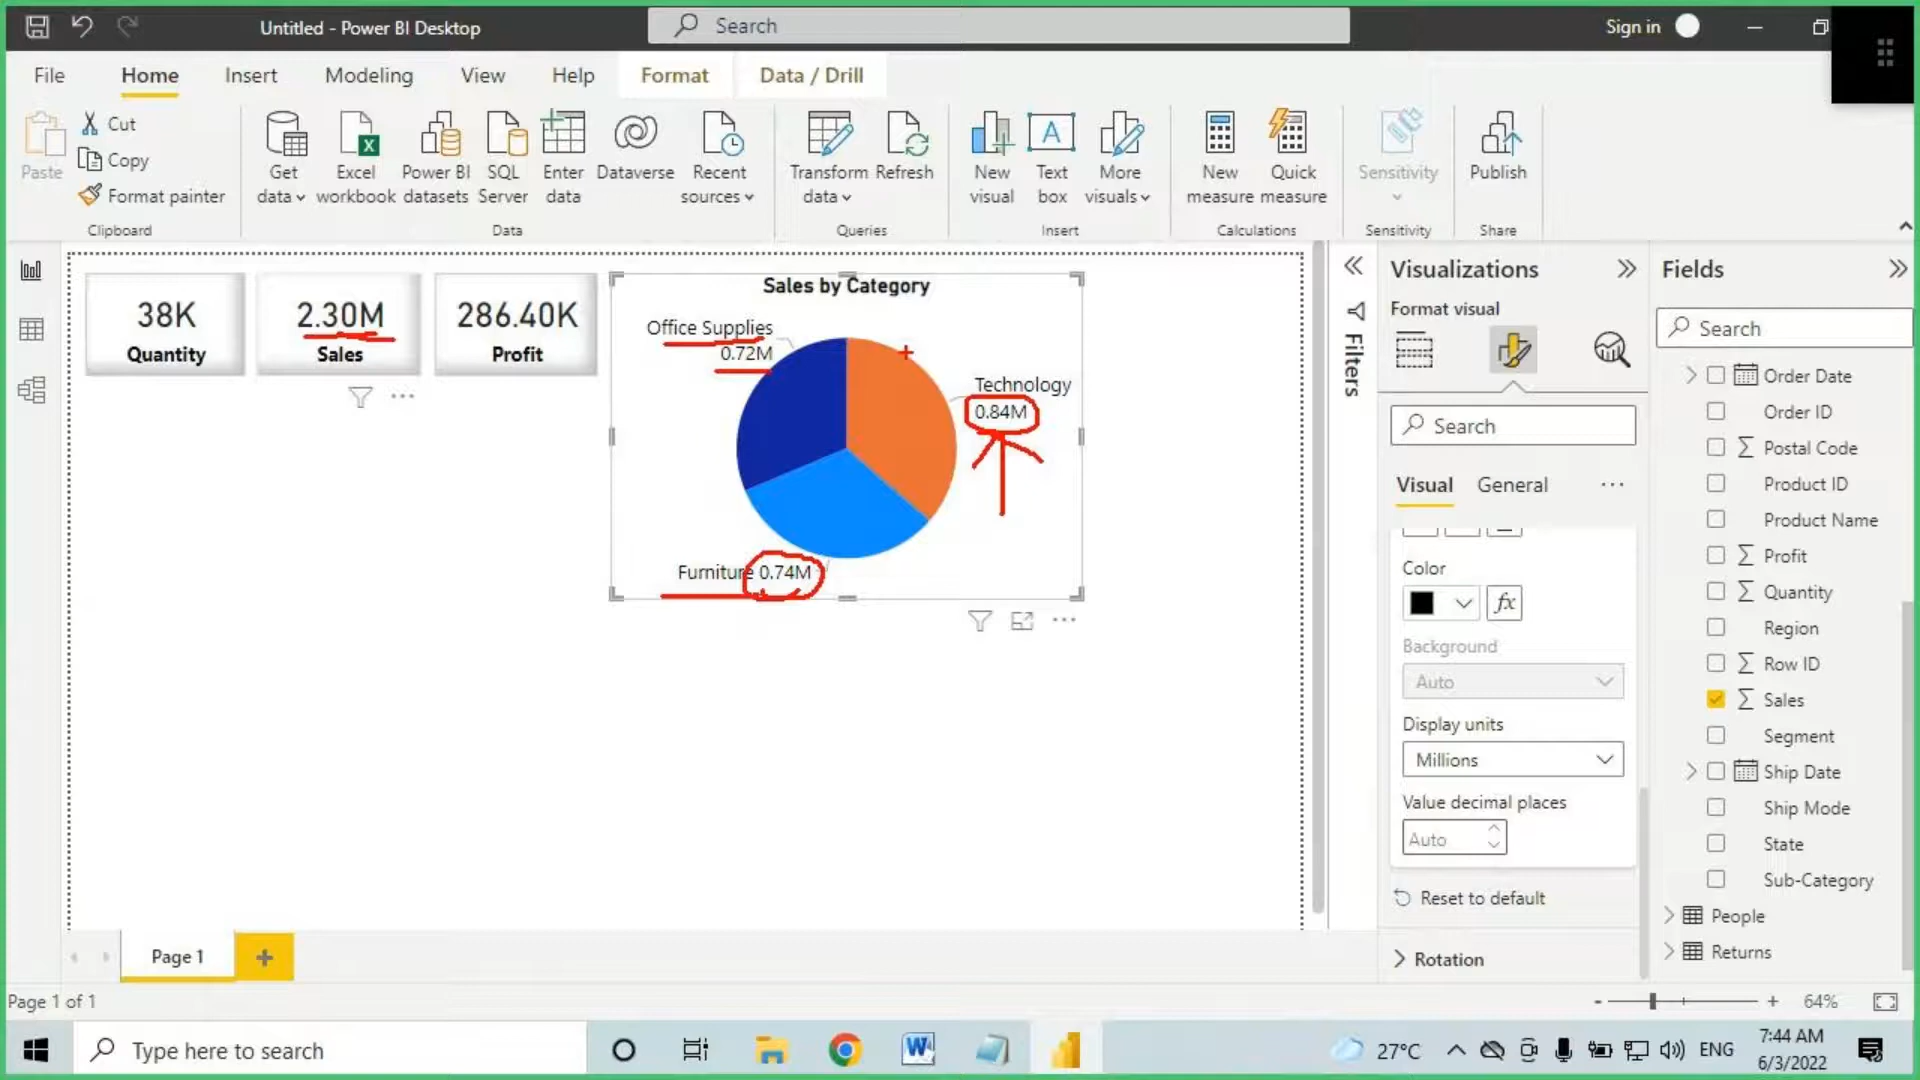 Untitled - Power BI Desktop
Search
Sign in
File Home Insert Modeling View Help Format Data / Drill
Paste
Cut
Copy
Format painter
Clipboard
Get data
Excel workbook
Power BI datasets
SQL Server
Enter data
Dataverse
Recent sources
Data
Transform data
Refresh
Queries
New visual
A
Text box
More visuals
Insert
New measure
Quick measure
Calculations
Sensitivity
Sensitivity
Publish
Share
38K
Quantity
2.30M
Sales
286.40K
Profit
Sales by Category
Office Supplies
0.72M
Technology
0.84M
Furniture 0.74M
Filters
Visualizations
Format visual
Search
Visual General
Color
fx
Background
Auto
Display units
Millions
Value decimal places
Auto
Reset to default
Rotation
Fields
Search
Order Date
Order ID
Postal Code
Product ID
Product Name
Profit
Quantity
Region
Row ID
Sales
Segment
Ship Date
Ship Mode
State
Sub-Category
People
Returns
Page 1
Page 1 of 1
64%
Type here to search
27°C
ENG
7:44 AM
6/3/2022